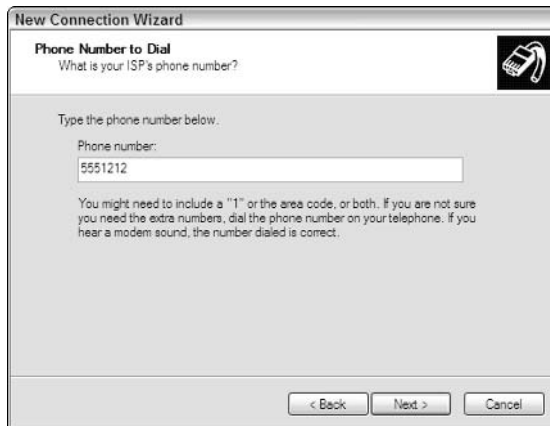 New Connection Wizard
Phone Number to Dial
What is your ISP's phone number?
Type the phone number below.
Phone number:
5551212
You might need to include a "1" or the area code, or both. If you are not sure
you need the extra numbers, dial the phone number on your telephone. If you
hear a modem sound, the number dialed is correct.
< Back
Next >
Cancel